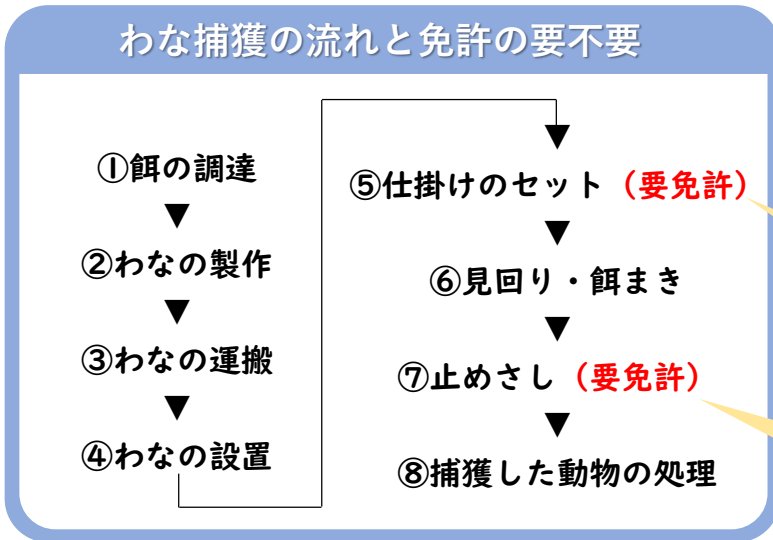 わな捕獲の流れと免許の要不要
①餌の調達
▼
②わなの製作
▼
③わなの運搬
▼
④わなの設置
▼
⑤仕掛けのセット（要免許）
▼
⑥見回り・餌まき
▼
⑦止めさし（要免許）
▼
⑧捕獲した動物の処理